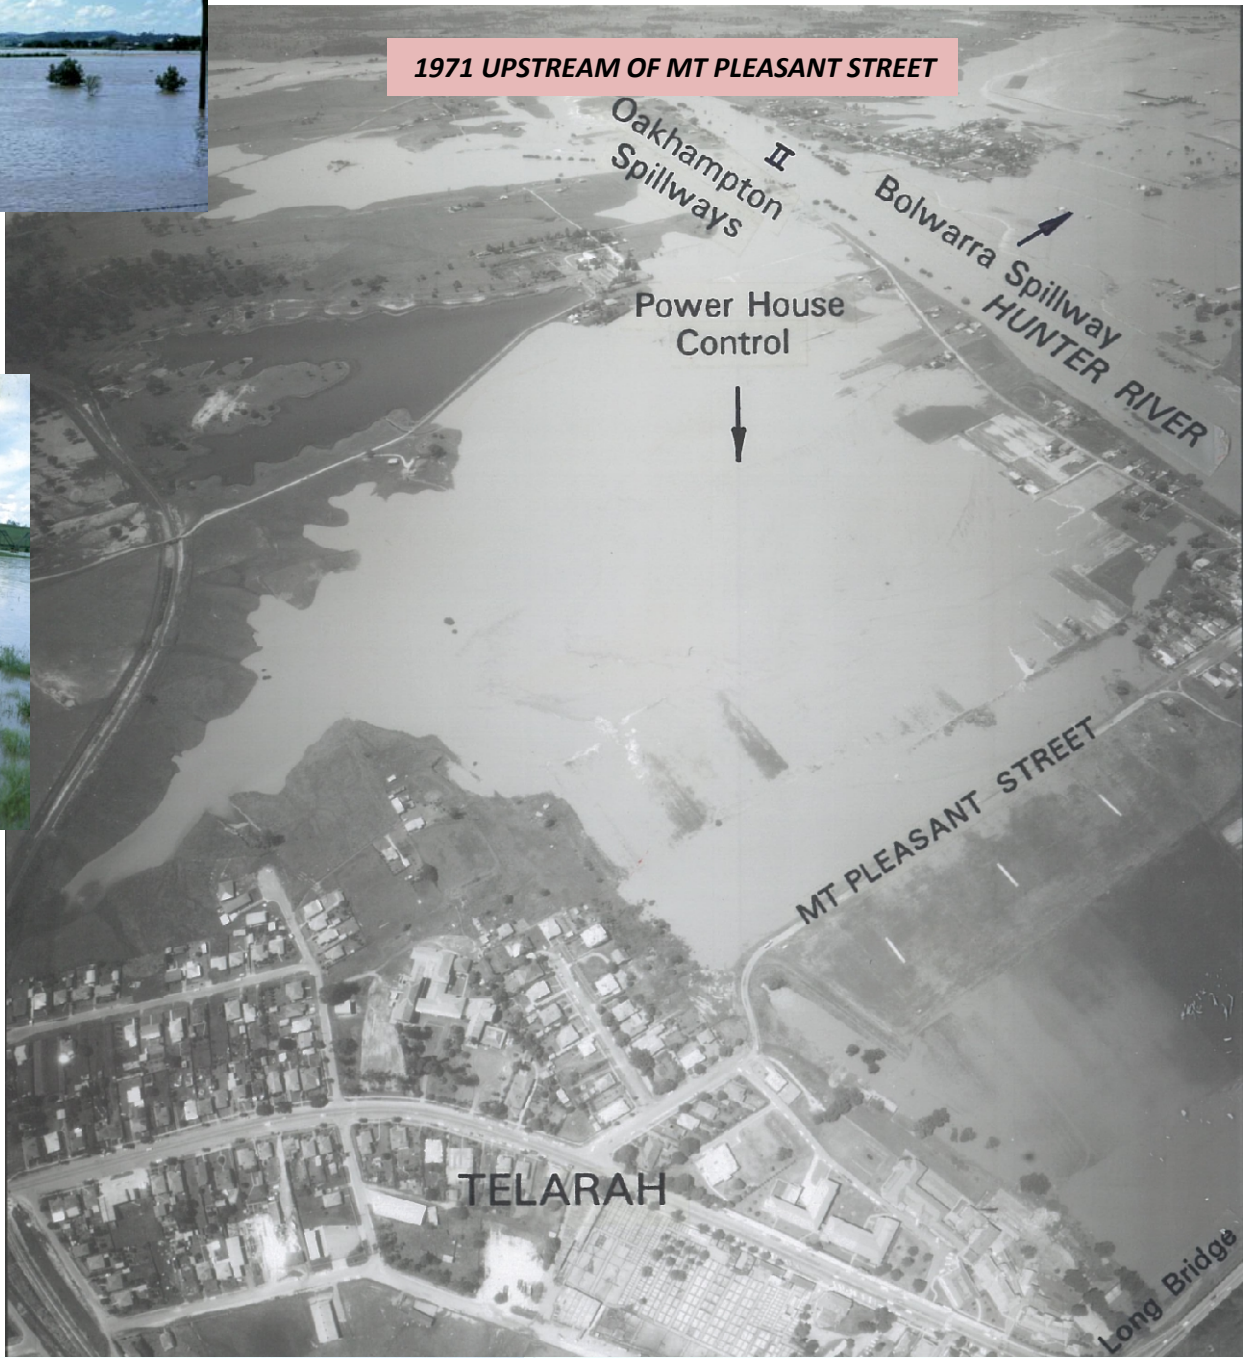 1971 UPSTREAM OF MT PLEASANT STREET
Oakhampton
Spillways
II
Bolwarra Spillway
HUNTER RIVER
Power House
Control
MT PLEASANT STREET
TELARAH
Long Bridge